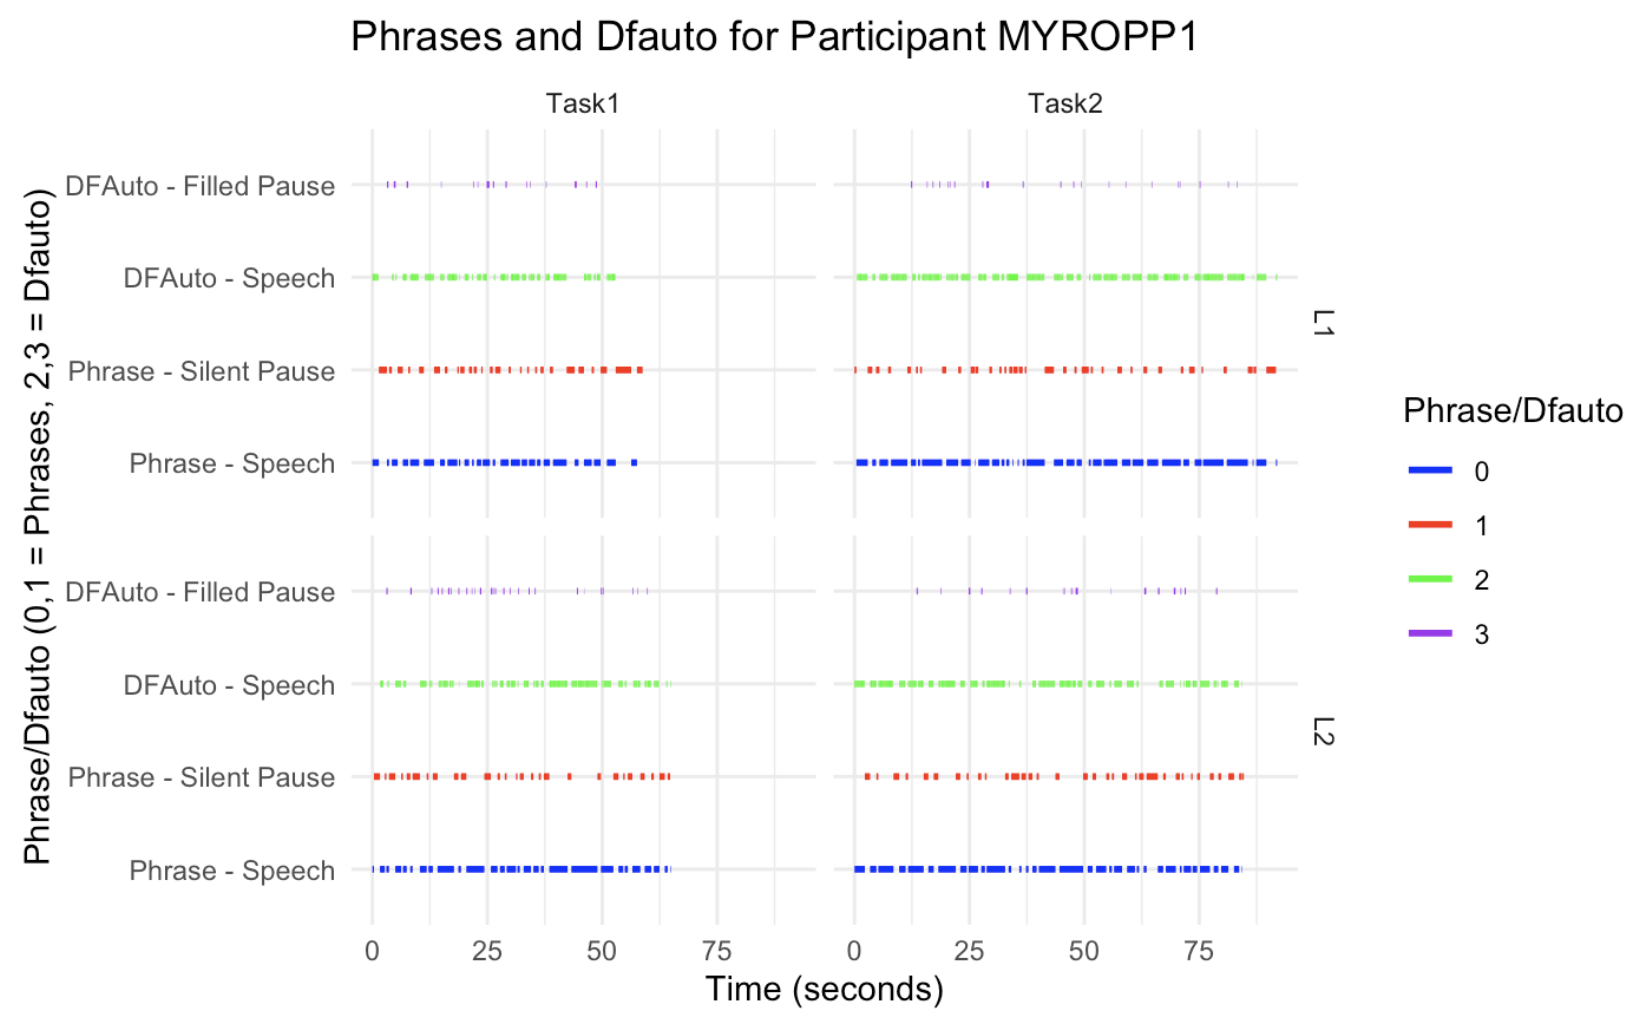 Phrases and Dfauto for Participant MYROPP1
Task1
Task2
Phrase/Dfauto (0,1 = Phrases, 2,3 = Dfauto)
DFAuto - Filled Pause
DFAuto - Speech
Phrase - Silent Pause
Phrase - Speech
L1
DFAuto - Filled Pause
DFAuto - Speech
Phrase - Silent Pause
Phrase - Speech
L2
0 25 50 75
0 25 50 75
Time (seconds)
Phrase/Dfauto
0
1
2
3